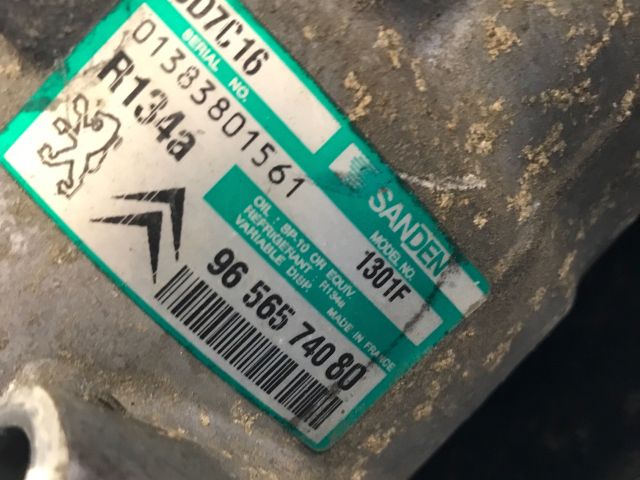 SD7C16
SERIAL NO.
01383801561
R134a
SANDEN
MODEL NO.
1301F
OIL : SP-10 OR EQUIV.
REFRIGERANT : R134a
VARIABLE DISP. MADE IN FRANCE
96 565 740 80